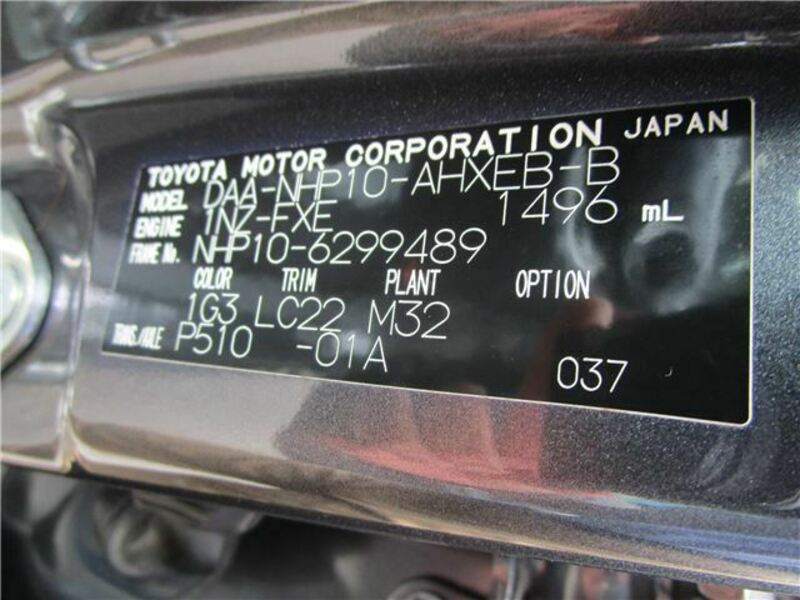 TOYOTA MOTOR CORPORATION JAPAN
MODEL DAA-NHP10-AHXEB-B
ENGINE 1NZ-FXE 1496 mL
FRAME No. NHP10-6299489
COLOR TRIM PLANT OPTION
1G3 LC22 M32
TRANS./AXLE P510 -01A 037